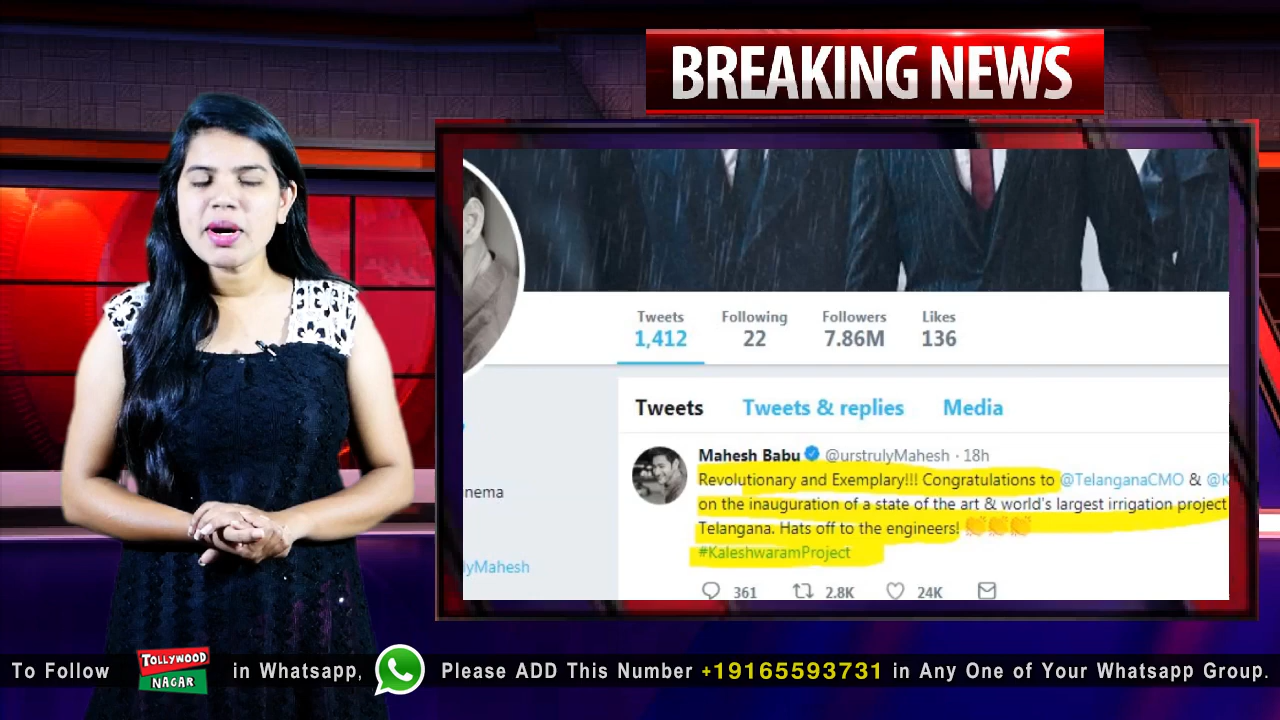 BREAKING NEWS
Tweets Following Followers Likes
1,412 22 7.86M 136
Tweets Tweets & replies Media
Mahesh Babu @urstrulyMahesh · 18h
Revolutionary and Exemplary!!! Congratulations to @TelanganaCMO & @K
on the inauguration of a state of the art & world's largest irrigation project
nema
Telangana. Hats off to the engineers! 👏👏👏
#KaleshwaramProject
lyMahesh
361 2.8K 24K
To Follow TOLLYWOOD NAGAR in Whatsapp, Please ADD This Number +19165593731 in Any One of Your Whatsapp Group.